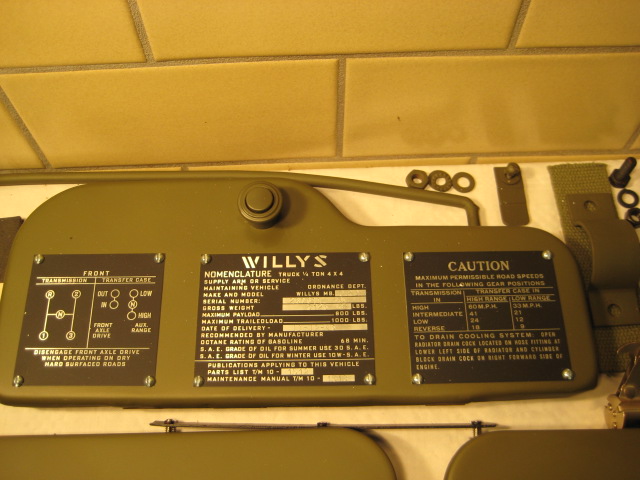 FRONT
TRANSMISSION TRANSFER CASE
R 2
N
1 3
OUT
IN
LOW
N
HIGH
FRONT AXLE DRIVE
AUX. RANGE
DISENGAGE FRONT AXLE DRIVE
WHEN OPERATING ON DRY
HARD SURFACED ROADS
WILLYS
NOMENCLATURE TRUCK ¼ TON 4 X 4
SUPPLY ARM OR SERVICE
MAINTAINING VEHICLE ORDNANCE DEPT.
MAKE AND MODEL WILLYS MB
SERIAL NUMBER:
GROSS WEIGHT LBS.
MAXIMUM PAYLOAD 800 LBS.
MAXIMUM TRAILED LOAD 1000 LBS.
DATE OF DELIVERY -
RECOMMENDED BY MANUFACTURER
OCTANE RATING OF GASOLINE 68 MIN.
S.A.E. GRADE OF OIL FOR SUMMER USE 30 S.A.E.
S.A.E. GRADE OF OIL FOR WINTER USE 10W-S.A.E.
PUBLICATIONS APPLYING TO THIS VEHICLE
PARTS LIST T/M 10 -
MAINTENANCE MANUAL T/M 10 -
CAUTION
MAXIMUM PERMISSIBLE ROAD SPEEDS
IN THE FOLLOWING GEAR POSITIONS
TRANSMISSION IN TRANSFER CASE IN
HIGH RANGE LOW RANGE
HIGH 60 M.P.H. 33 M.P.H.
INTERMEDIATE 41 21
LOW 24 13
REVERSE 18 9
TO DRAIN COOLING SYSTEM, OPEN
RADIATOR DRAIN COCK LOCATED ON HOSE FITTING AT
LOWER LEFT SIDE OF RADIATOR AND CYLINDER
BLOCK DRAIN COCK ON RIGHT FORWARD SIDE OF
ENGINE.